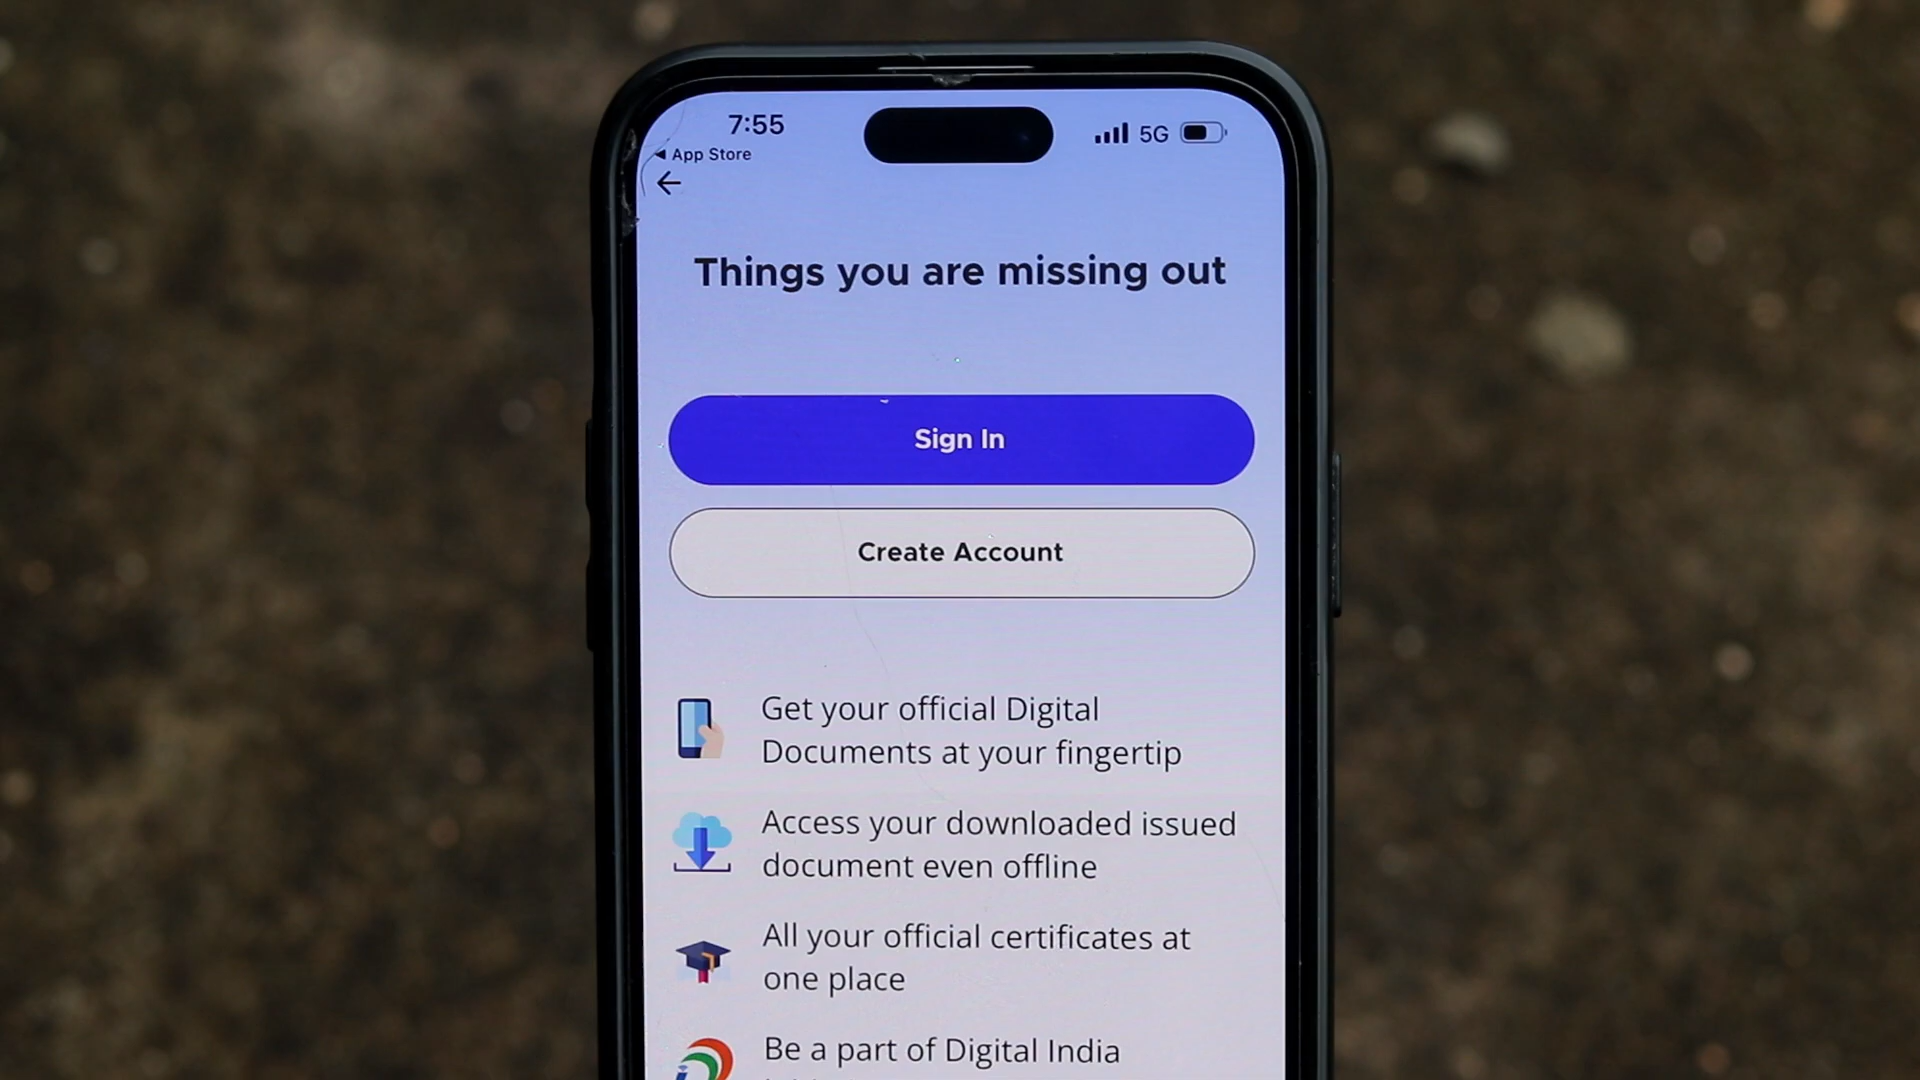 7:55
5G
◀ App Store
Things you are missing out
Sign In
Create Account
Get your official Digital
Documents at your fingertip
Access your downloaded issued
document even offline
All your official certificates at
one place
Be a part of Digital India